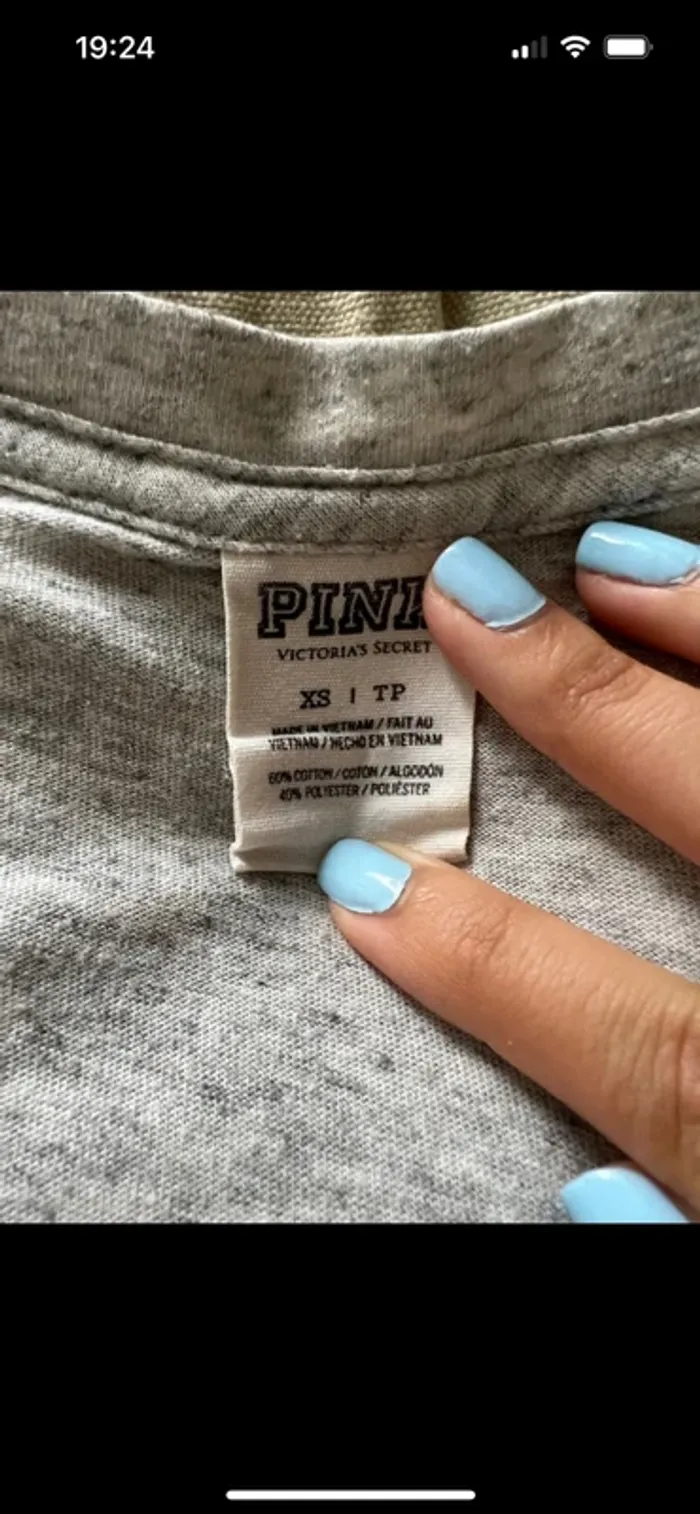 19:24
PINK
VICTORIA'S SECRET
XS | TP
MADE IN VIETNAM / FAIT AU
VIETNAM / HECHO EN VIETNAM
60% COTTON / COTON / ALGODÓN
40% POLYESTER / POLIÉSTER